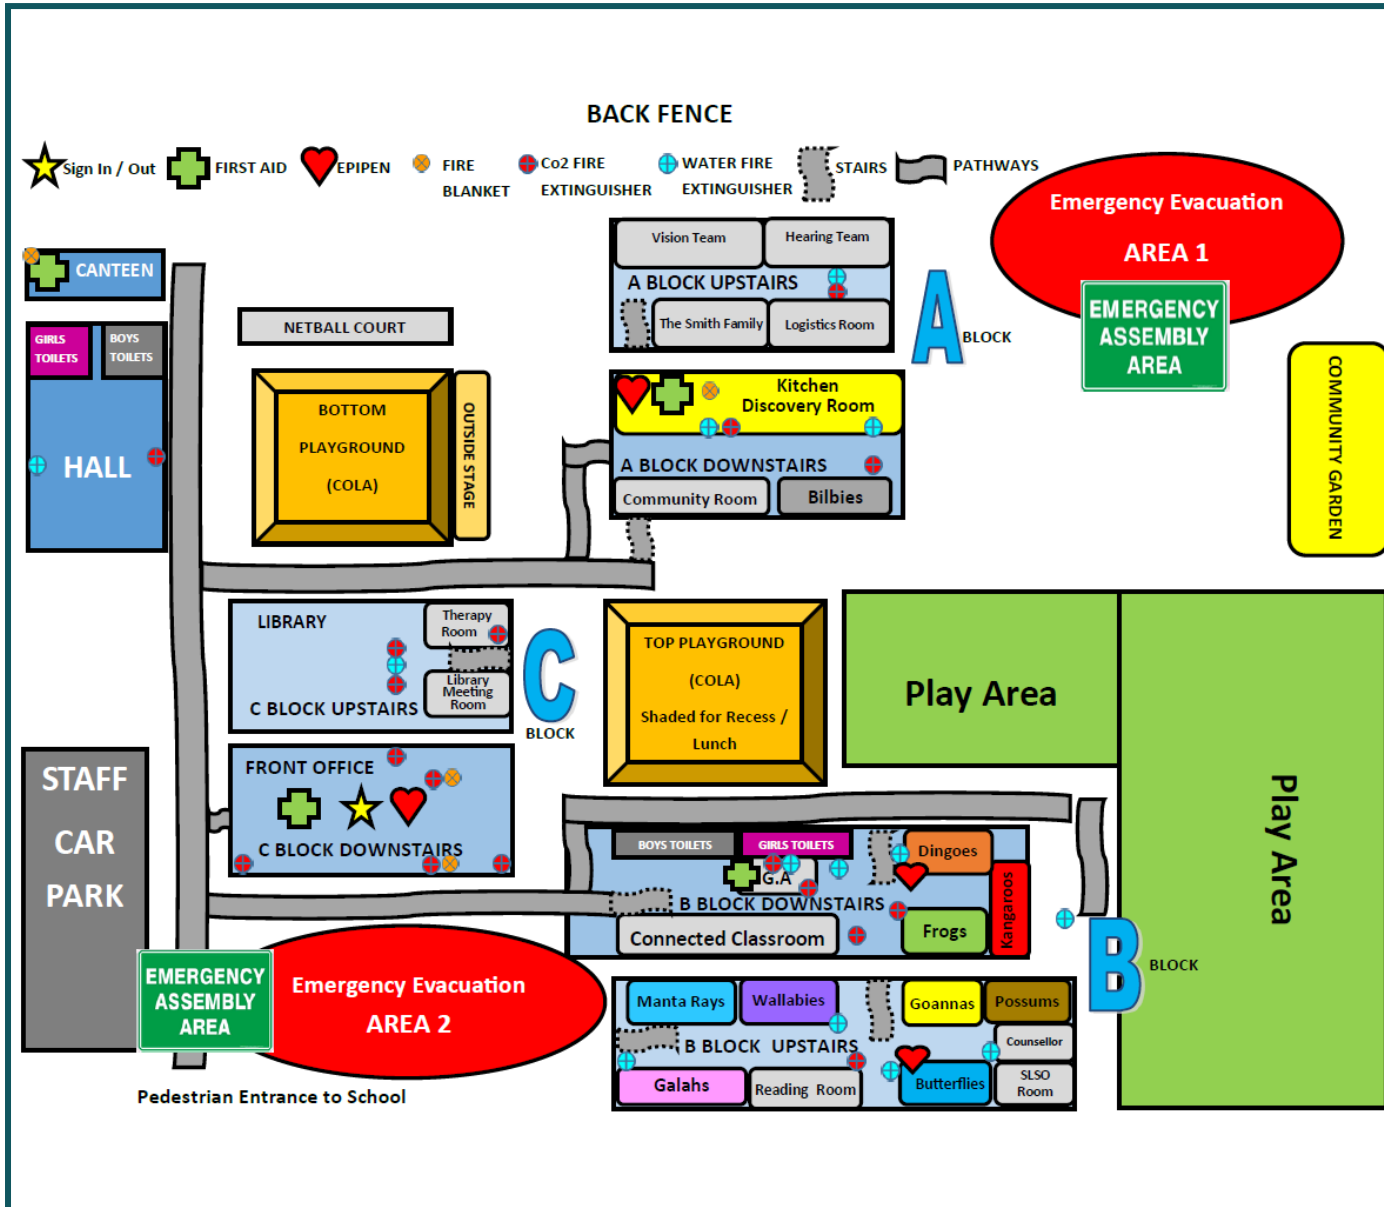 BACK FENCE
Sign In / Out
FIRST AID
EPIPEN
FIRE
BLANKET
Co2 FIRE
EXTINGUISHER
WATER FIRE
EXTINGUISHER
STAIRS
PATHWAYS
Emergency Evacuation
AREA 1
EMERGENCY
ASSEMBLY
AREA
CANTEEN
GIRLS
TOILETS
BOYS
TOILETS
HALL
NETBALL COURT
BOTTOM
PLAYGROUND
(COLA)
OUTSIDE STAGE
Vision Team
Hearing Team
A BLOCK UPSTAIRS
The Smith Family
Logistics Room
A
BLOCK
Kitchen
Discovery Room
A BLOCK DOWNSTAIRS
Community Room
Bilbies
COMMUNITY GARDEN
LIBRARY
Therapy
Room
Library
Meeting
Room
C BLOCK UPSTAIRS
C
BLOCK
TOP PLAYGROUND
(COLA)
Shaded for Recess /
Lunch
Play Area
Play Area
STAFF
CAR
PARK
FRONT OFFICE
C BLOCK DOWNSTAIRS
BOYS TOILETS
GIRLS TOILETS
G.A
B BLOCK DOWNSTAIRS
Connected Classroom
Dingoes
Kangaroos
Frogs
B
BLOCK
EMERGENCY
ASSEMBLY
AREA
Emergency Evacuation
AREA 2
Manta Rays
Wallabies
Goannas
Possums
B BLOCK UPSTAIRS
Counsellor
Galahs
Reading Room
Butterflies
SLSO
Room
Pedestrian Entrance to School